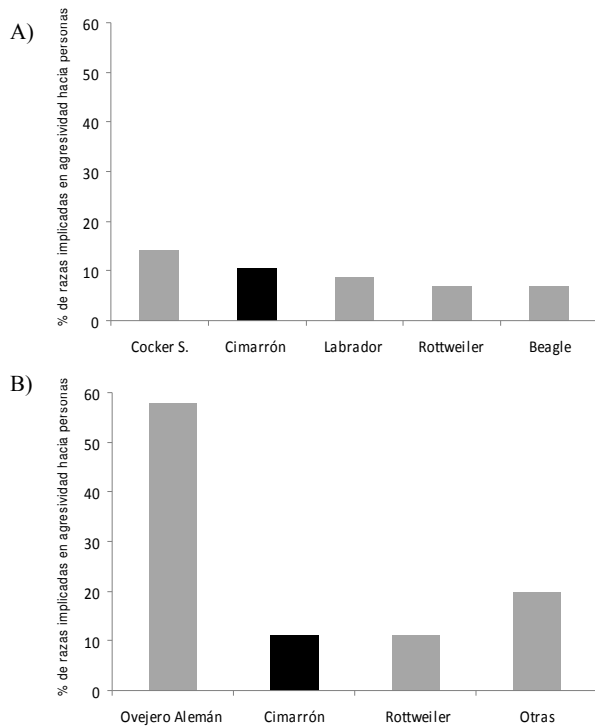 A)
% de razas implicadas en agresividad hacia personas
60
50
40
30
20
10
0
Cocker S. Cimarrón Labrador Rottweiler Beagle
B)
% de razas implicadas en agresividad hacia personas
60
50
40
30
20
10
0
Ovejero Alemán Cimarrón Rottweiler Otras